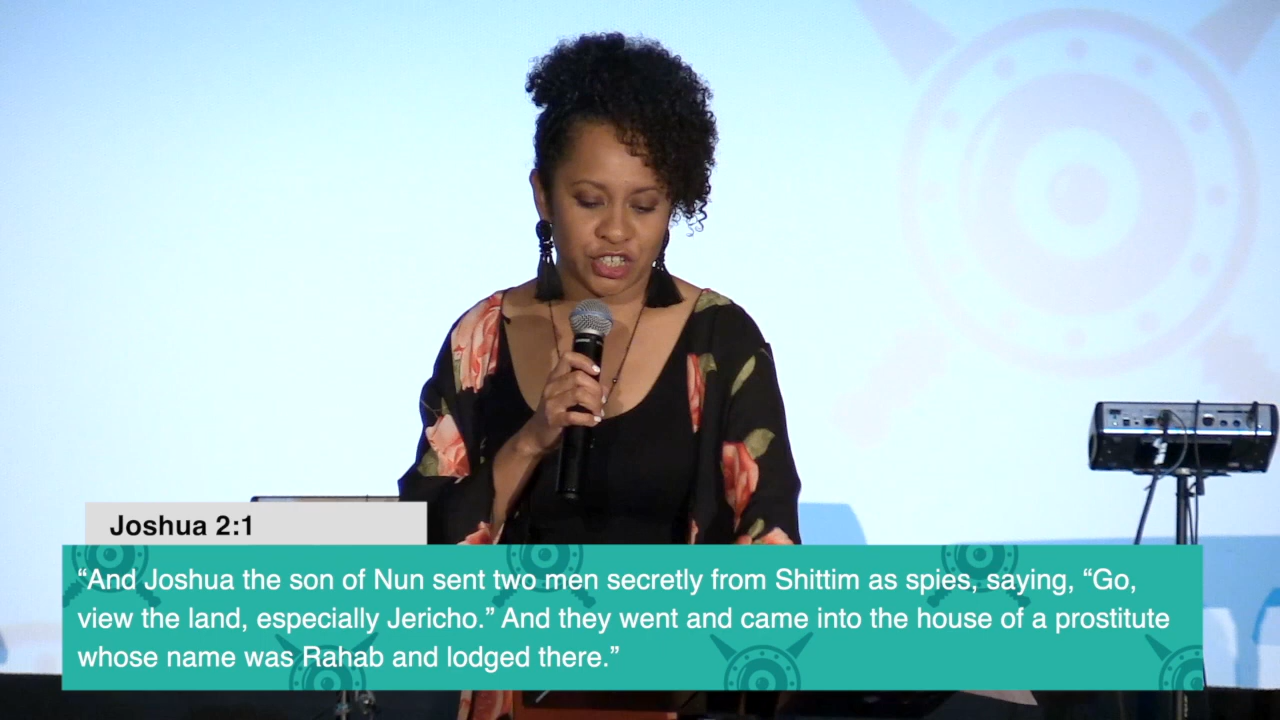 Joshua 2:1
“And Joshua the son of Nun sent two men secretly from Shittim as spies, saying, “Go,
view the land, especially Jericho.” And they went and came into the house of a prostitute
whose name was Rahab and lodged there.”